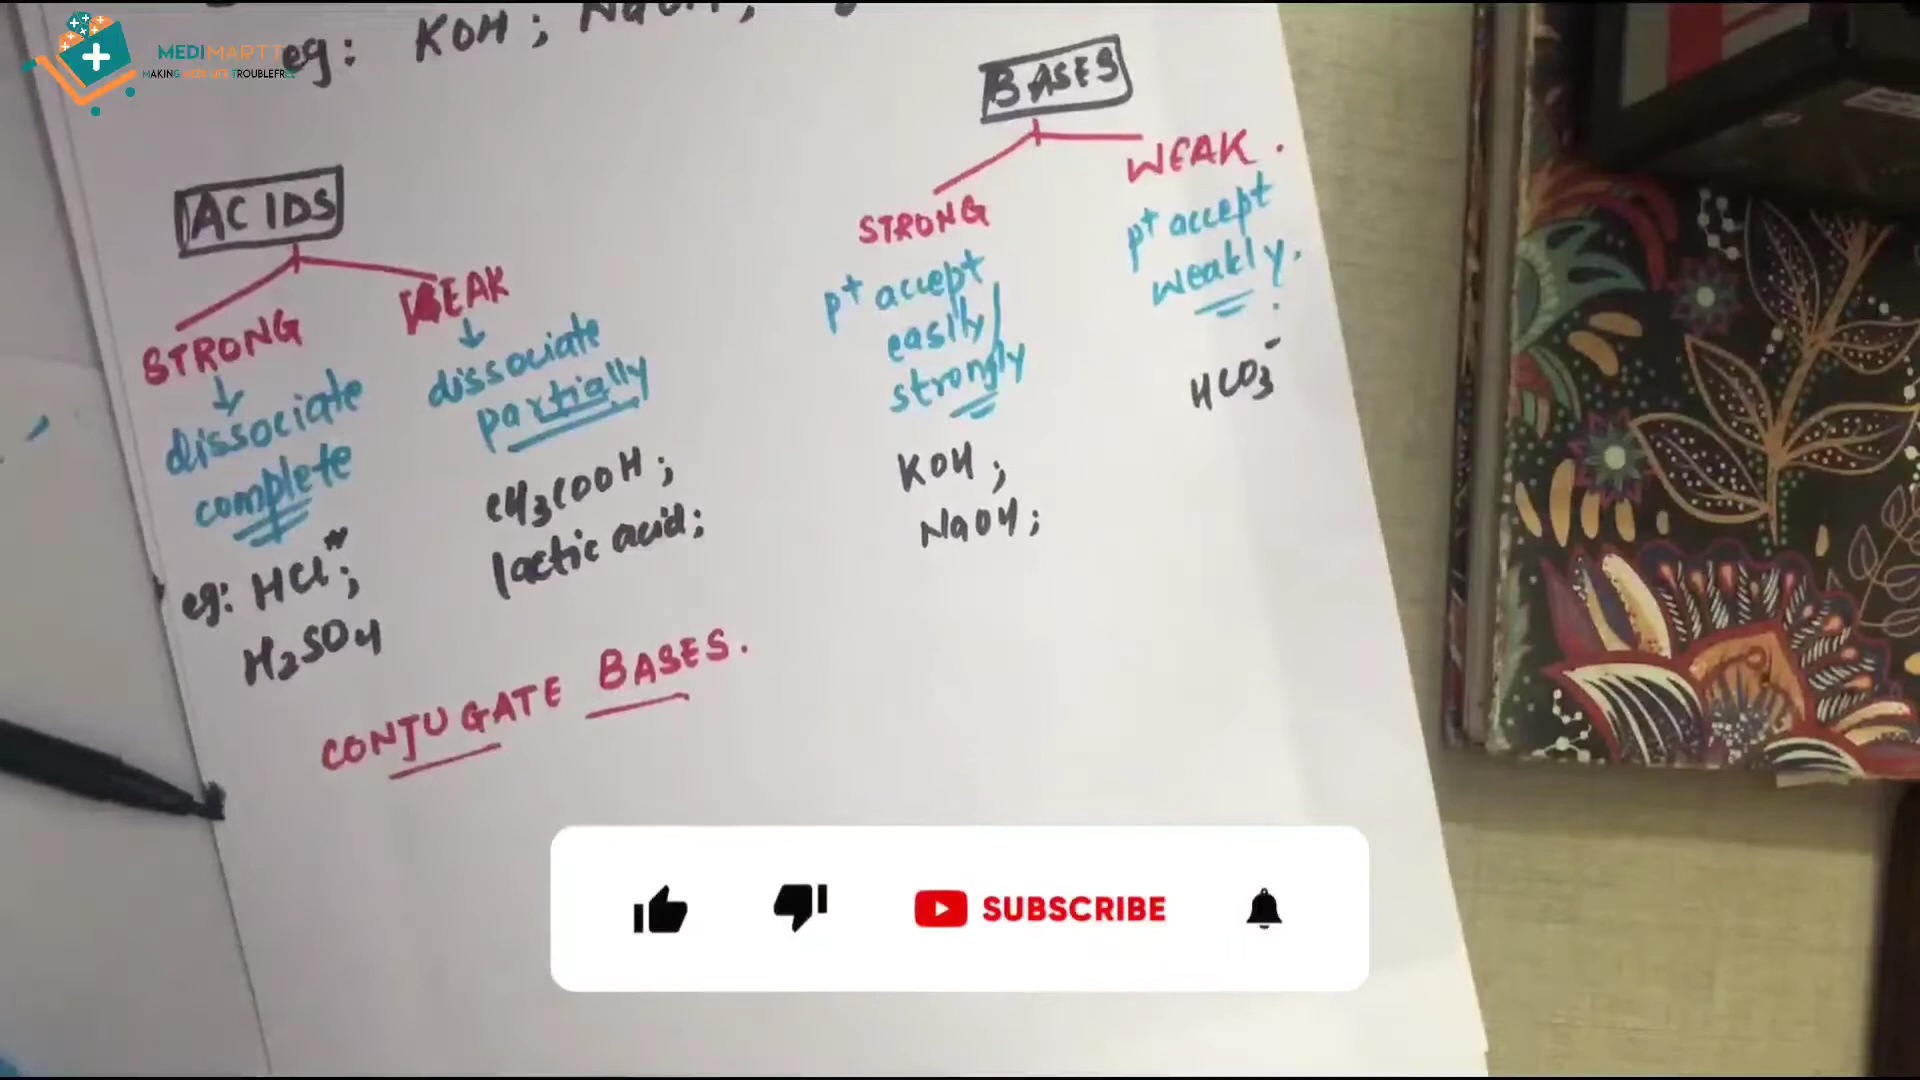 MEDIMARTT
MAKING MEDI LIFE TROUBLEFREE
eg: KOH; NaOH;
BASES
STRONG
p+ accept
easily/
strongly
KOH;
NaOH;
WEAK.
p+ accept
weakly.
HCO3-
ACIDS
STRONG
dissociate
complete
eg: HCl;
H2SO4
WEAK
dissociate
partially
CH3COOH;
lactic acid;
CONJUGATE BASES.
SUBSCRIBE